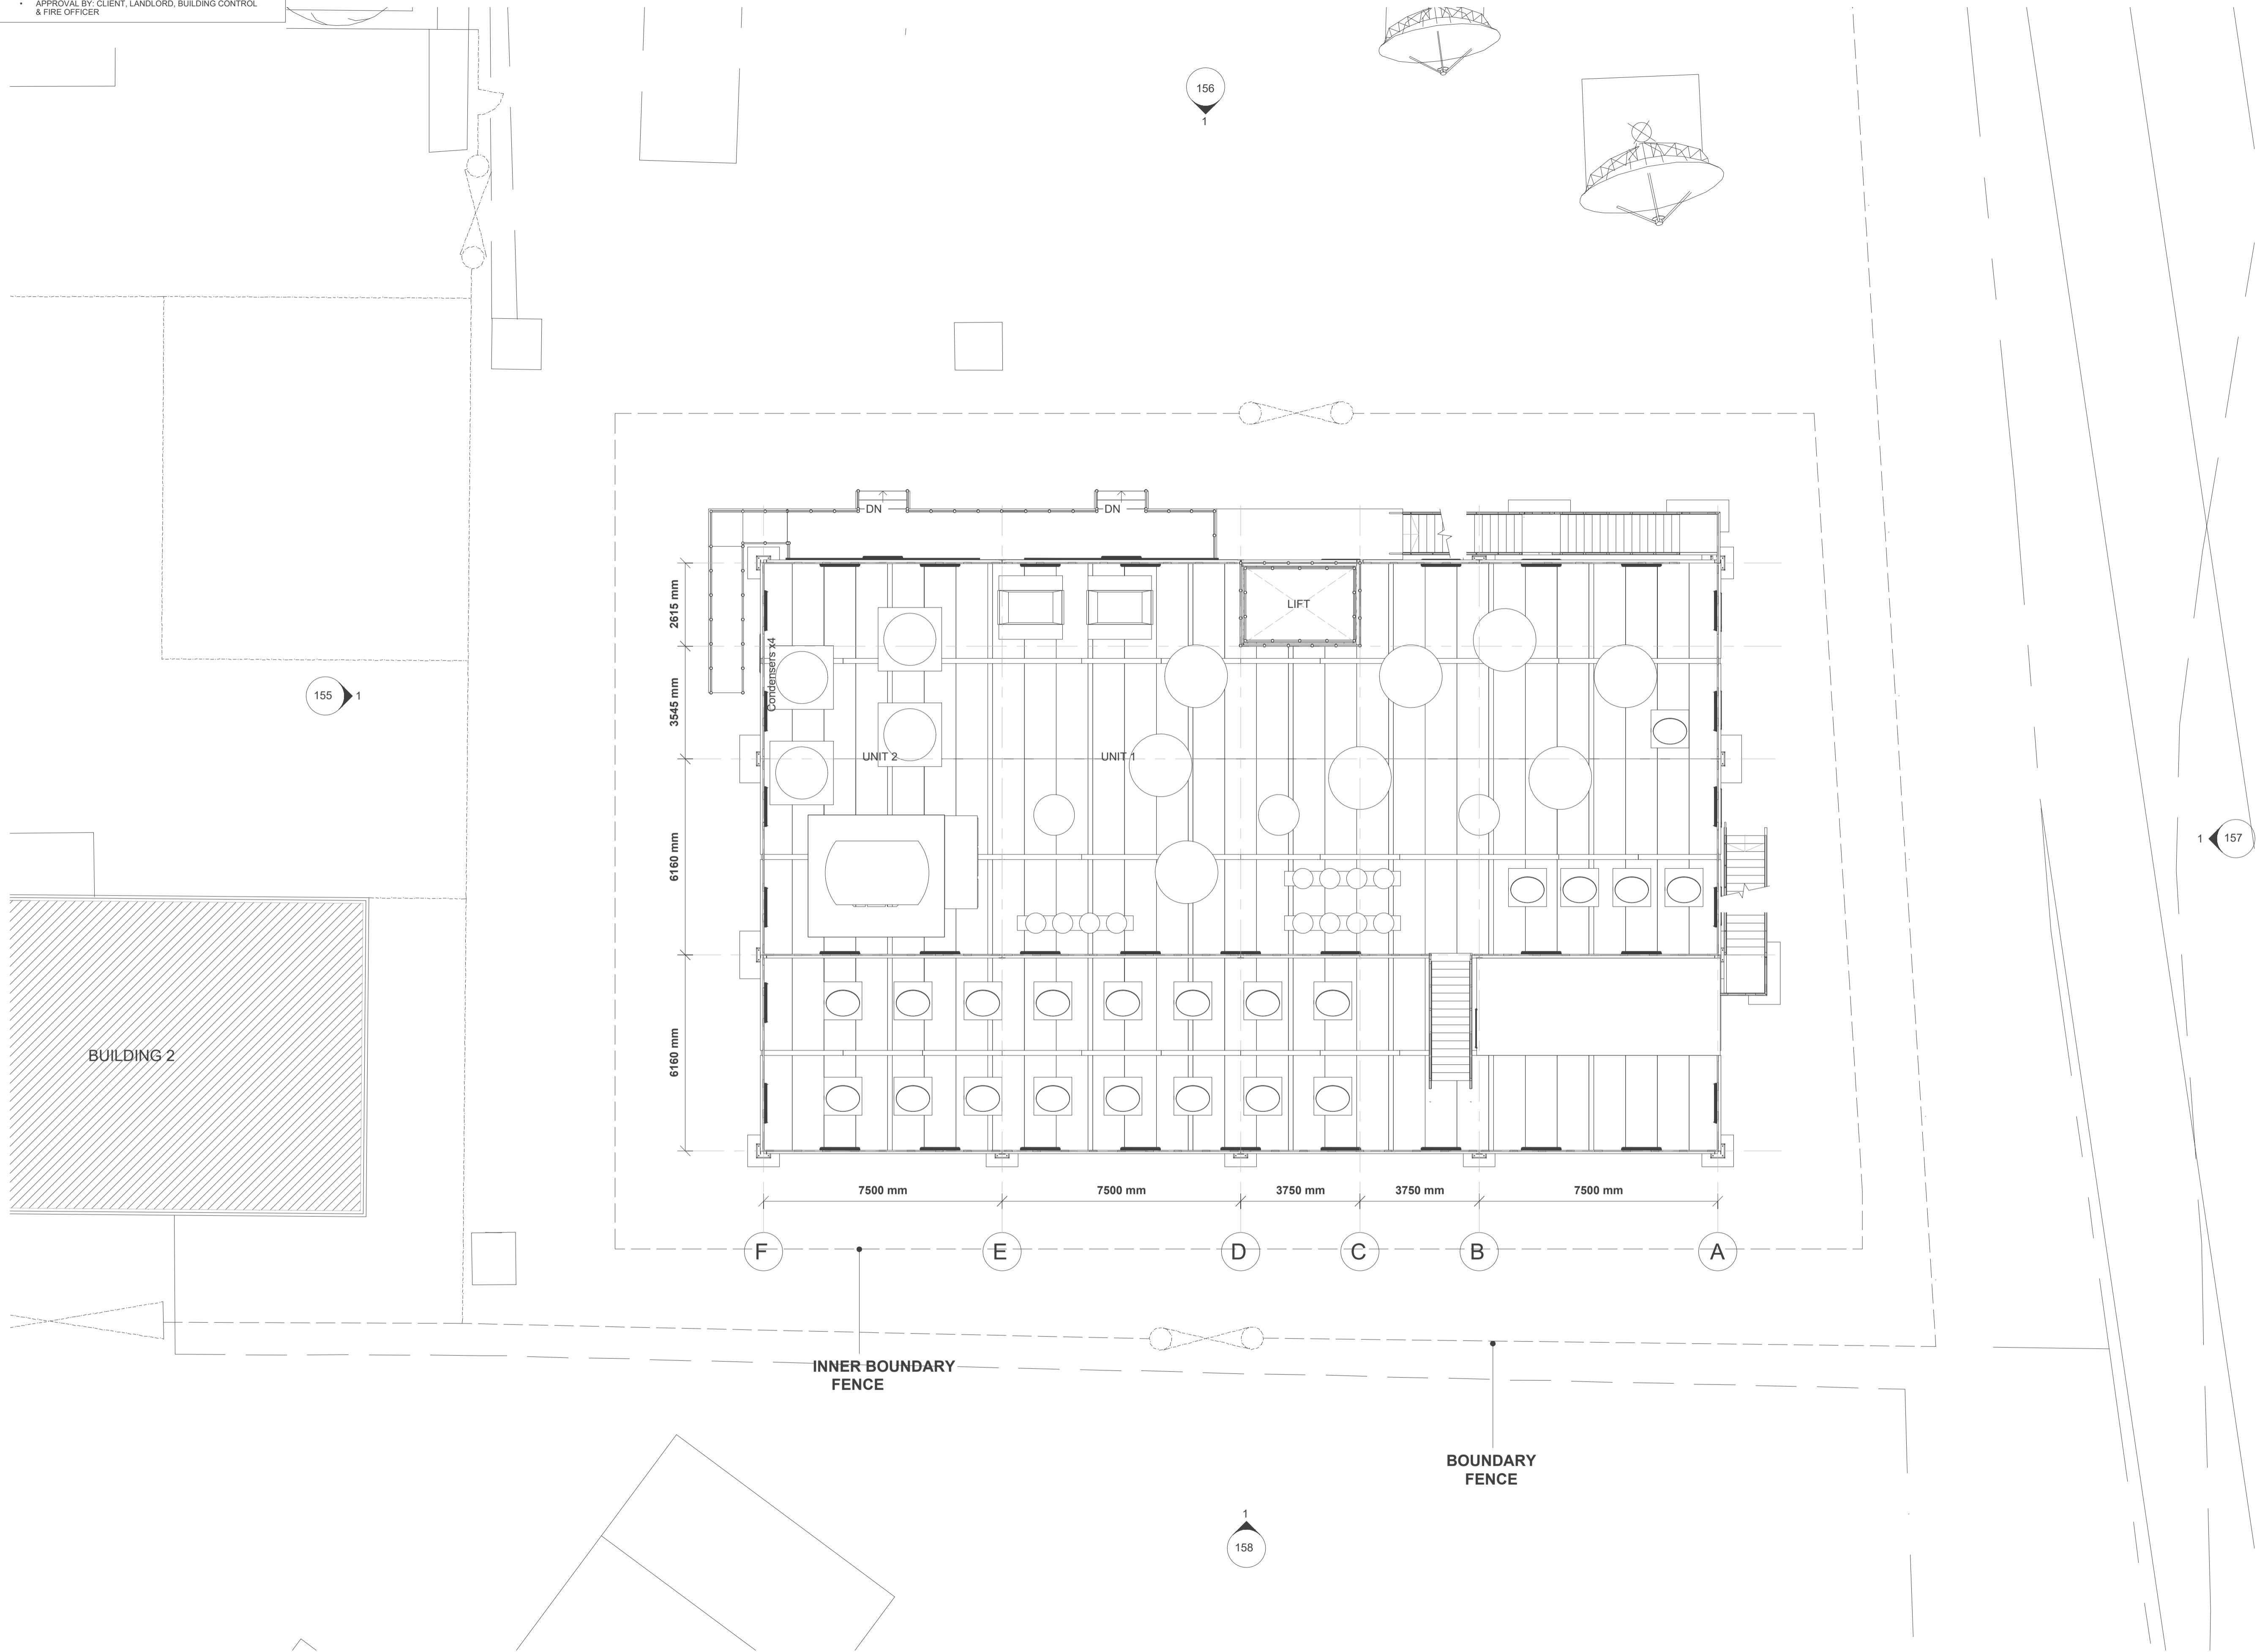 • APPROVAL BY: CLIENT, LANDLORD, BUILDING CONTROL
& FIRE OFFICER
156
1
DN
DN
2615 mm
LIFT
Condensers x4
155
1
3545 mm
UNIT 2
UNIT 1
1
157
6160 mm
BUILDING 2
6160 mm
7500 mm
7500 mm
3750 mm
3750 mm
7500 mm
F
E
D
C
B
A
INNER BOUNDARY
FENCE
BOUNDARY
FENCE
1
158